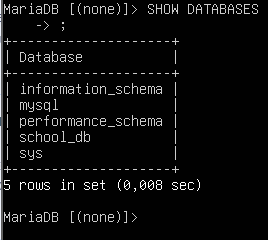 MariaDB [(none)]> SHOW DATABASES
    -> ;
+--------------------+
| Database           |
+--------------------+
| information_schema |
| mysql              |
| performance_schema |
| school_db          |
| sys                |
+--------------------+
5 rows in set (0,008 sec)
MariaDB [(none)]>